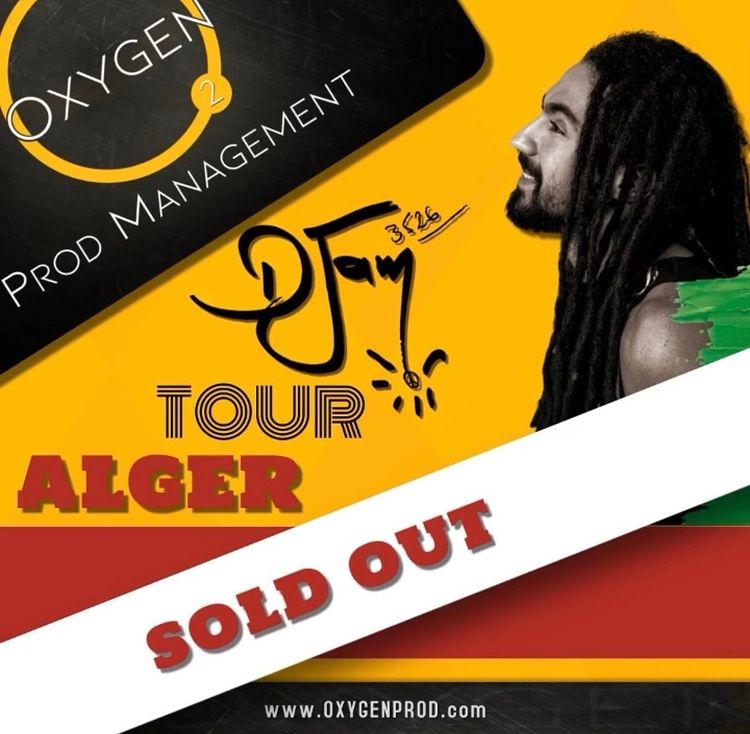 OXYGEN
2
PROD MANAGEMENT
DJam
3526
TOUR
ALGER
SOLD OUT
www.OXYGENPROD.com